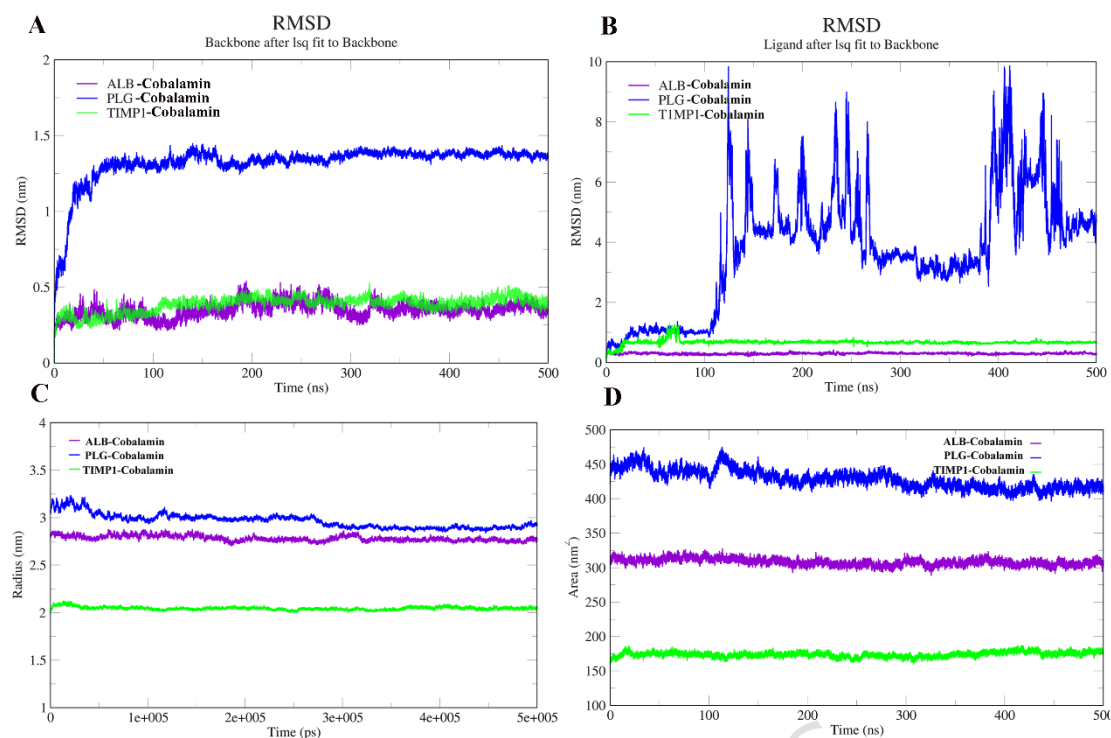 A
RMSD
Backbone after lsq fit to Backbone
2
1.5
1
0.5
0
RMSD (nm)
ALB-Cobalamin
PLG-Cobalamin
TIMP1-Cobalamin
0 100 200 300 400 500
Time (ns)
B
RMSD
Ligand after lsq fit to Backbone
10
8
6
4
2
0
RMSD (nm)
ALB-Cobalamin
PLG-Cobalamin
T1MP1-Cobalamin
0 100 200 300 400 500
Time (ns)
C
4
3.5
3
2.5
2
1.5
1
Radius (nm)
ALB-Cobalamin
PLG-Cobalamin
TIMP1-Cobalamin
0 1e+005 2e+005 3e+005 4e+005 5e+005
Time (ps)
D
500
450
400
350
300
250
200
150
100
Area (nm²)
ALB-Cobalamin
PLG-Cobalamin
TIMP1-Cobalamin
0 100 200 300 400 500
Time (ns)